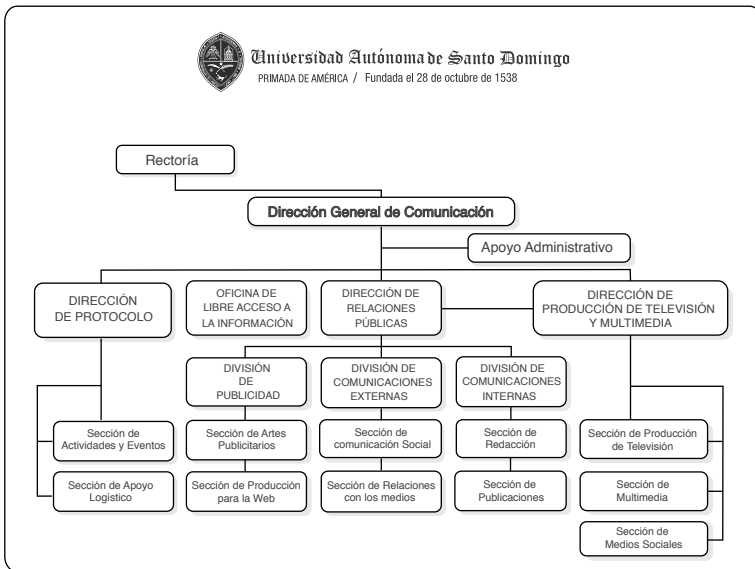 Universidad Autónoma de Santo Domingo
PRIMADA DE AMÉRICA / Fundada el 28 de octubre de 1538
Rectoría
Dirección General de Comunicación
Apoyo Administrativo
DIRECCIÓN
DE PROTOCOLO
OFICINA DE
LIBRE ACCESO A
LA INFORMACIÓN
DIRECCIÓN DE
RELACIONES
PÚBLICAS
DIRECCIÓN DE
PRODUCCIÓN DE TELEVISIÓN
Y MULTIMEDIA
DIVISIÓN
DE
PUBLICIDAD
DIVISIÓN DE
COMUNICACIONES
EXTERNAS
DIVISIÓN DE
COMUNICACIONES
INTERNAS
Sección de
Actividades y Eventos
Sección de Artes
Publicitarios
Sección de
comunicación Social
Sección de
Redacción
Sección de Producción
de Televisión
Sección de Apoyo
Logístico
Sección de Producción
para la Web
Sección de Relaciones
con los medios
Sección de
Publicaciones
Sección de
Multimedia
Sección de
Medios Sociales